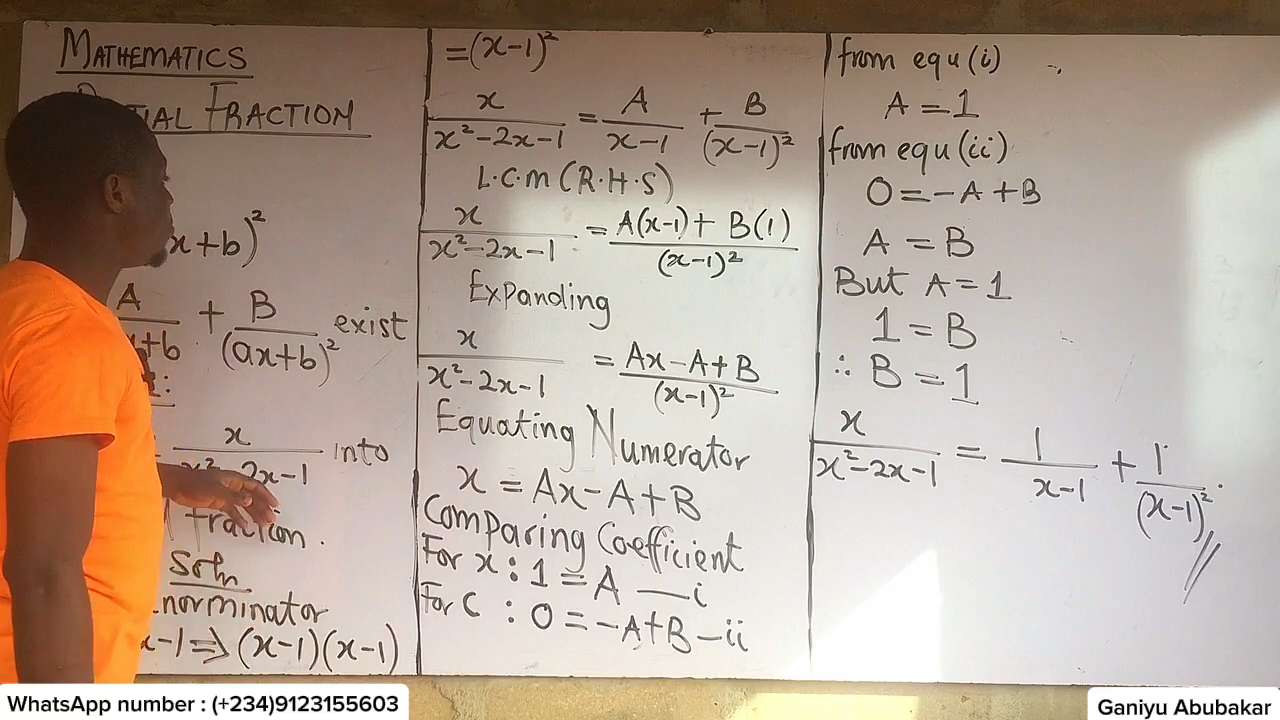 MATHEMATICS
FRACTION
x+b)²
A/x+b + B/(ax+b)² exist
x/x²-2x-1 into
fraction.
Soln
norminator
x-1 ⇒ (x-1)(x-1)
=(x-1)²
x/x²-2x-1 = A/x-1 + B/(x-1)²
L.C.M (R.H.S)
x/x²-2x-1 = A(x-1)+ B(1)/(x-1)²
Expanding
x/x²-2x-1 = Ax-A+B/(x-1)²
Equating Numerator
x = Ax-A+B
Comparing Coefficient
For x : 1 = A — i
For C : 0 = -A+B - ii
from equ (i)
A = 1
from equ (ii)
0 = -A + B
A = B
But A = 1
1 = B
∴ B = 1
x/x²-2x-1 = 1/x-1 + 1/(x-1)².
WhatsApp number : (+234)9123155603
Ganiyu Abubakar